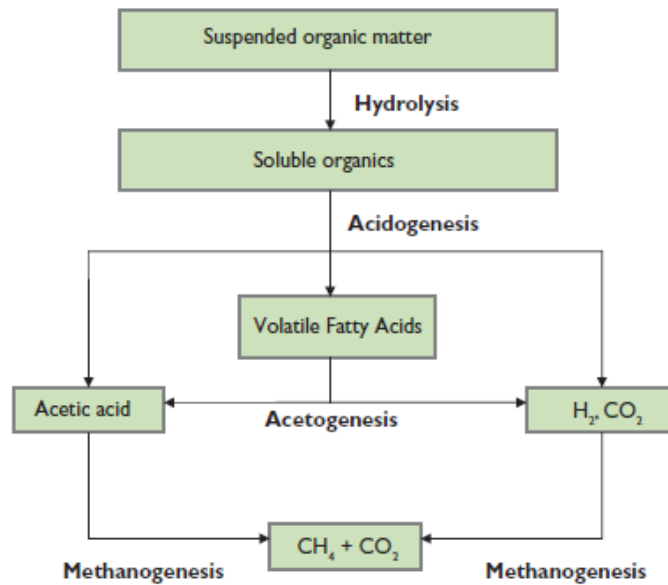 Suspended organic matter
Hydrolysis
Soluble organics
Acidogenesis
Volatile Fatty Acids
Acetic acid
Acetogenesis
H₂, CO₂
CH₄ + CO₂
Methanogenesis
Methanogenesis